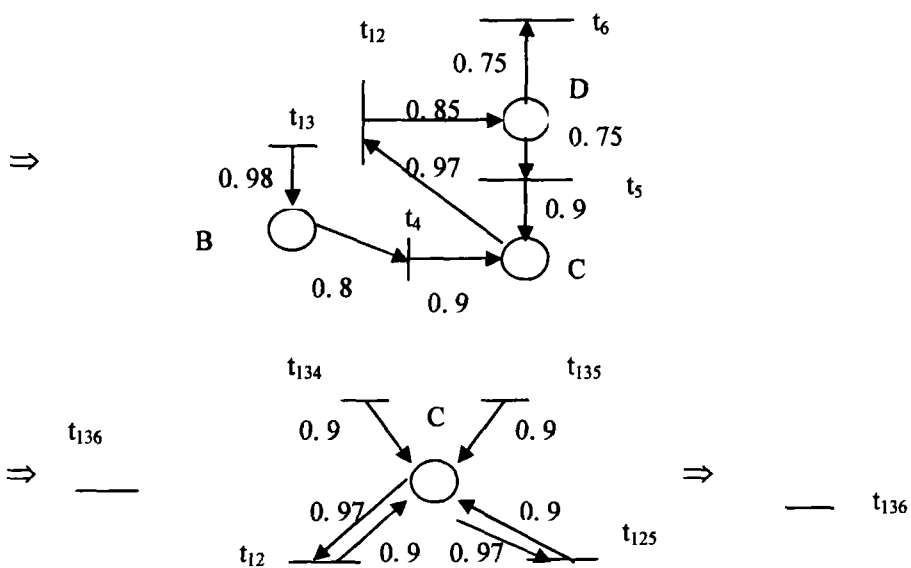 t12
t6
0. 75
D
t13
0. 85
0. 75
⇒
0. 98
0. 97
t5
t4
0. 9
B
C
0. 8
0. 9
t134
t135
C
t136
0. 9
0. 9
⇒
⇒
0. 97
0. 9
t136
t12
0. 9
0. 97
t125